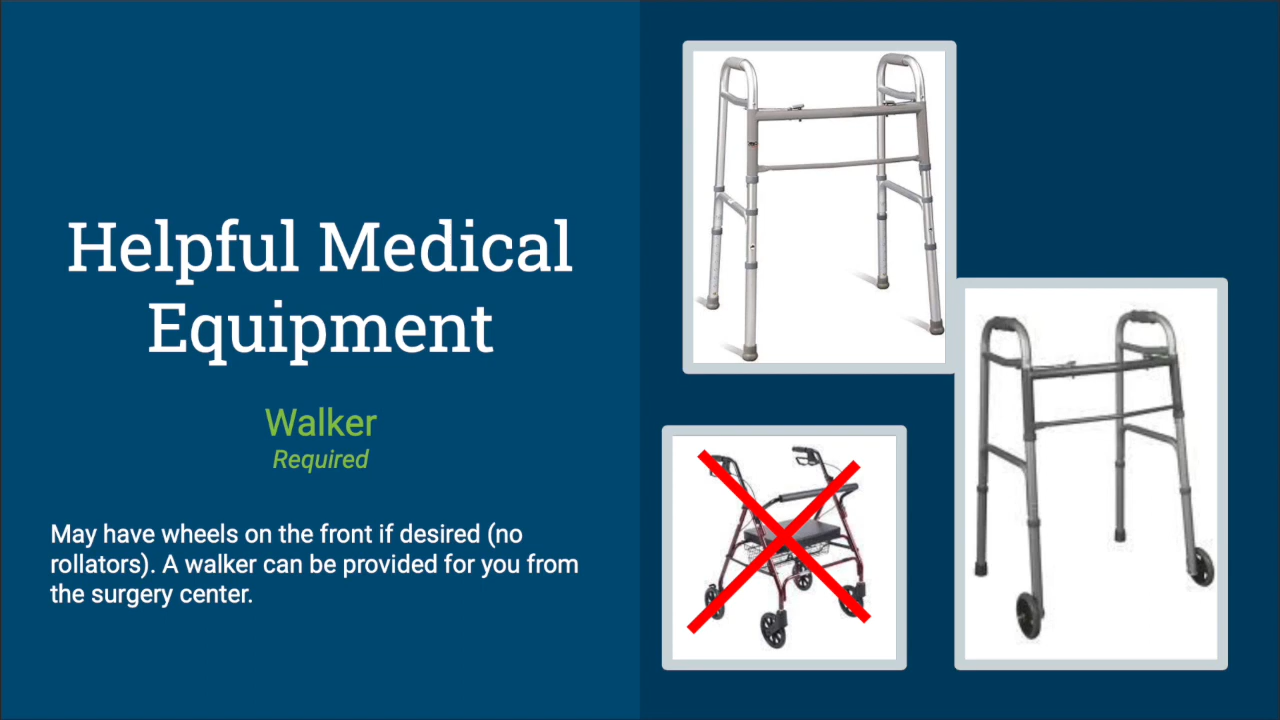 Helpful Medical
Equipment
Walker
Required
May have wheels on the front if desired (no
rollators). A walker can be provided for you from
the surgery center.